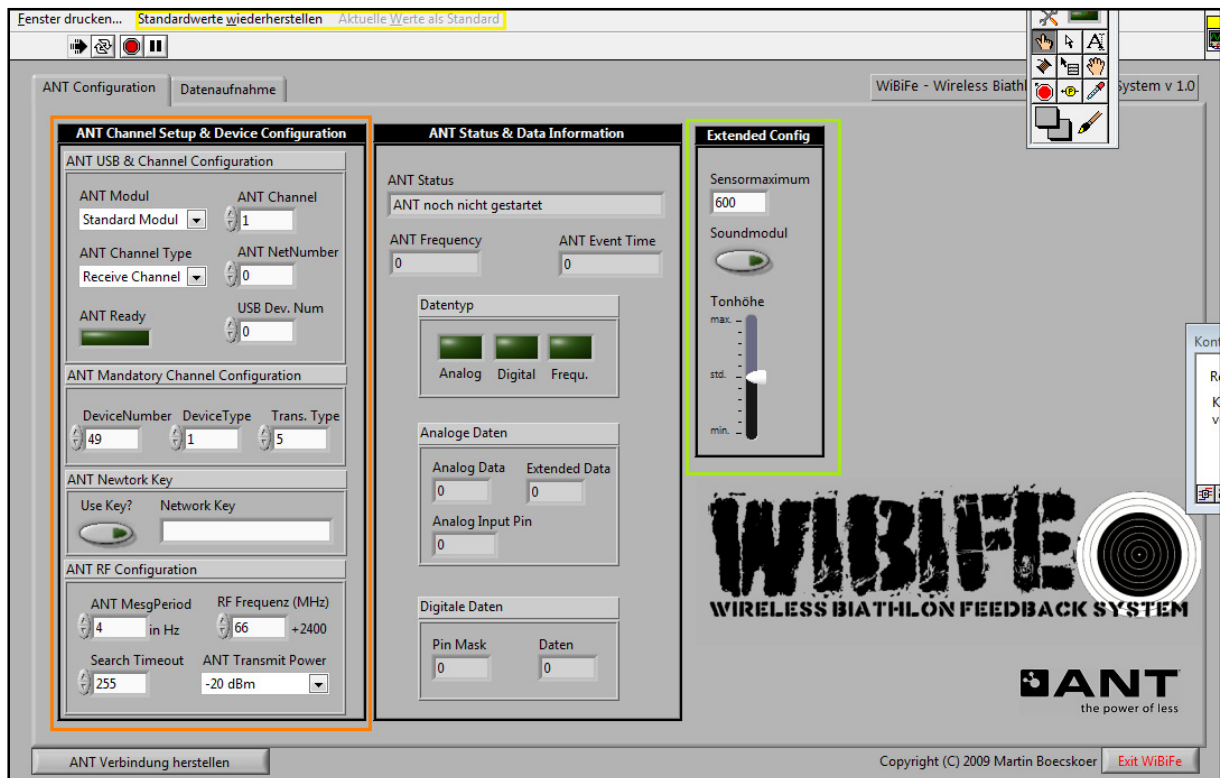 Fenster drucken... Standardwerte wiederherstellen Aktuelle Werte als Standard
ANT Configuration Datenaufnahme
WiBiFe - Wireless System v 1.0
ANT Channel Setup & Device Configuration
ANT USB & Channel Configuration
ANT Modul ANT Channel
Standard Modul 1
ANT Channel Type ANT NetNumber
Receive Channel 0
ANT Ready USB Dev. Num
0
ANT Mandatory Channel Configuration
DeviceNumber DeviceType Trans. Type
49 1 5
ANT Newtork Key
Use Key? Network Key
ANT RF Configuration
ANT MesgPeriod RF Frequenz (MHz)
4 in Hz 66 +2400
Search Timeout ANT Transmit Power
255 -20 dBm
ANT Status & Data Information
ANT Status
ANT noch nicht gestartet
ANT Frequency ANT Event Time
0 0
Datentyp
Analog Digital Frequ.
Analoge Daten
Analog Data Extended Data
0 0
Analog Input Pin
0
Digitale Daten
Pin Mask Daten
0 0
Extended Config
Sensormaximum
600
Soundmodul
Tonhöhe
max.
std.
min.
WIBIFE
WIRELESS BIATHLON FEEDBACK SYSTEM
ANT
the power of less
ANT Verbindung herstellen
Copyright (C) 2009 Martin Boecskoer Exit WiBiFe